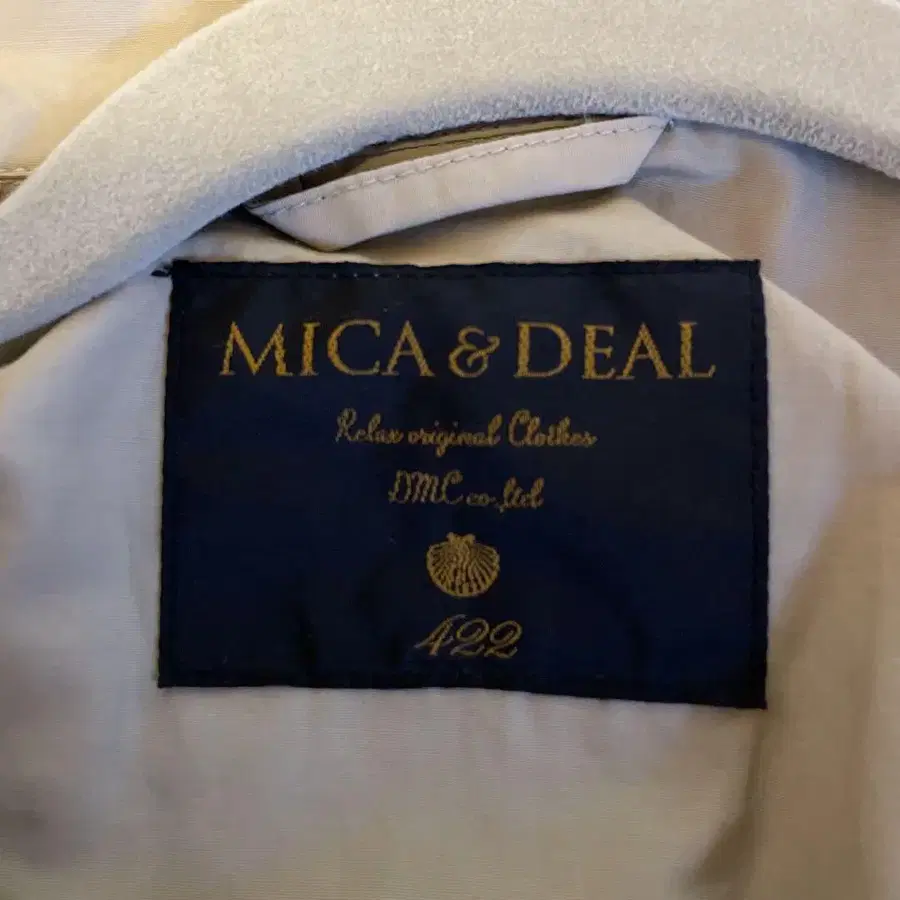 MICA & DEAL
Relax original Clothes
DMC co.,ltd
422